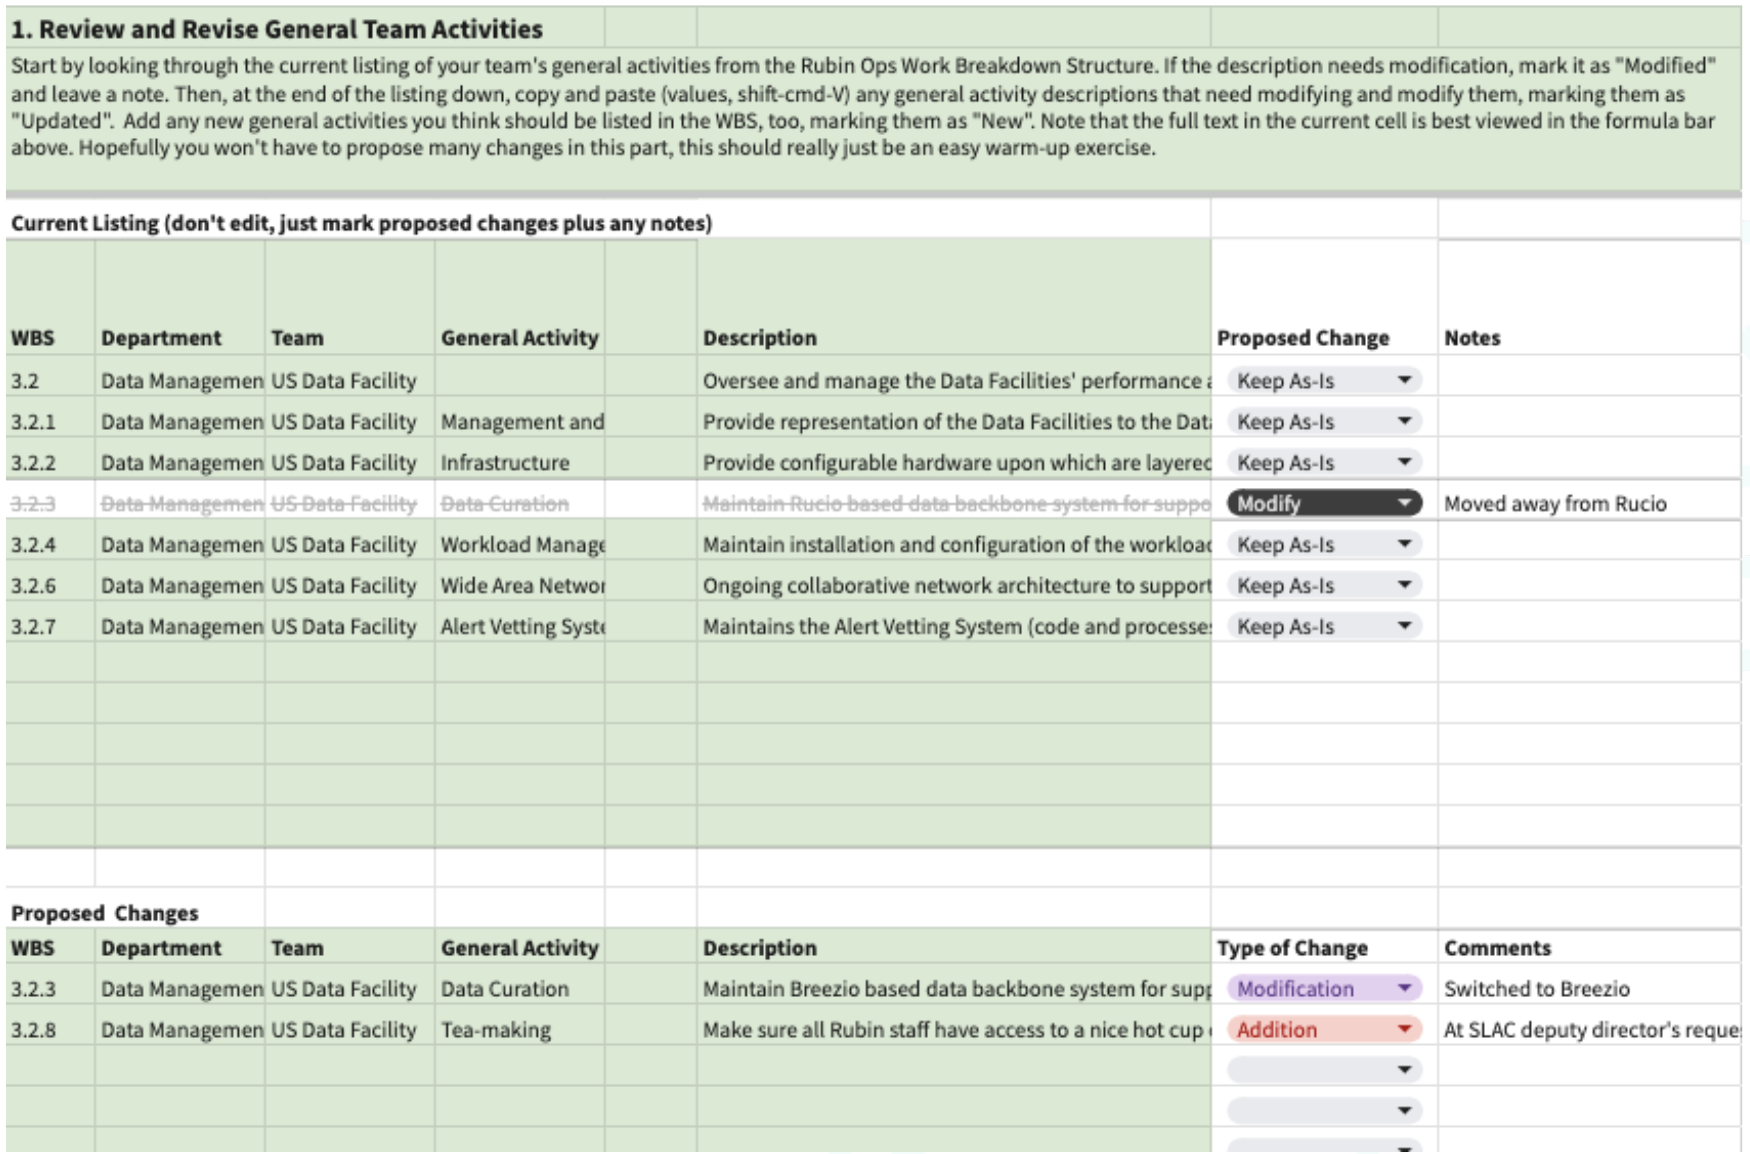 1. Review and Revise General Team Activities
Start by looking through the current listing of your team's general activities from the Rubin Ops Work Breakdown Structure. If the description needs modification, mark it as "Modified"
and leave a note. Then, at the end of the listing down, copy and paste (values, shift-cmd-V) any general activity descriptions that need modifying and modify them, marking them as
"Updated".  Add any new general activities you think should be listed in the WBS, too, marking them as "New". Note that the full text in the current cell is best viewed in the formula bar
above. Hopefully you won't have to propose many changes in this part, this should really just be an easy warm-up exercise.
Current Listing (don't edit, just mark proposed changes plus any notes)
WBS Department Team General Activity Description Proposed Change Notes
3.2 Data Managemen US Data Facility Oversee and manage the Data Facilities' performance Keep As-Is
3.2.1 Data Managemen US Data Facility Management and Provide representation of the Data Facilities to the Data Keep As-Is
3.2.2 Data Managemen US Data Facility Infrastructure Provide configurable hardware upon which are layered Keep As-Is
3.2.3 Data Managemen US Data Facility Data Curation Maintain Rucio based data backbone system for suppo Modify Moved away from Rucio
3.2.4 Data Managemen US Data Facility Workload Manage Maintain installation and configuration of the workload Keep As-Is
3.2.6 Data Managemen US Data Facility Wide Area Networ Ongoing collaborative network architecture to support Keep As-Is
3.2.7 Data Managemen US Data Facility Alert Vetting Syste Maintains the Alert Vetting System (code and processes Keep As-Is
Proposed  Changes
WBS Department Team General Activity Description Type of Change Comments
3.2.3 Data Managemen US Data Facility Data Curation Maintain Breezio based data backbone system for supp Modification Switched to Breezio
3.2.8 Data Managemen US Data Facility Tea-making Make sure all Rubin staff have access to a nice hot cup Addition At SLAC deputy director's reque